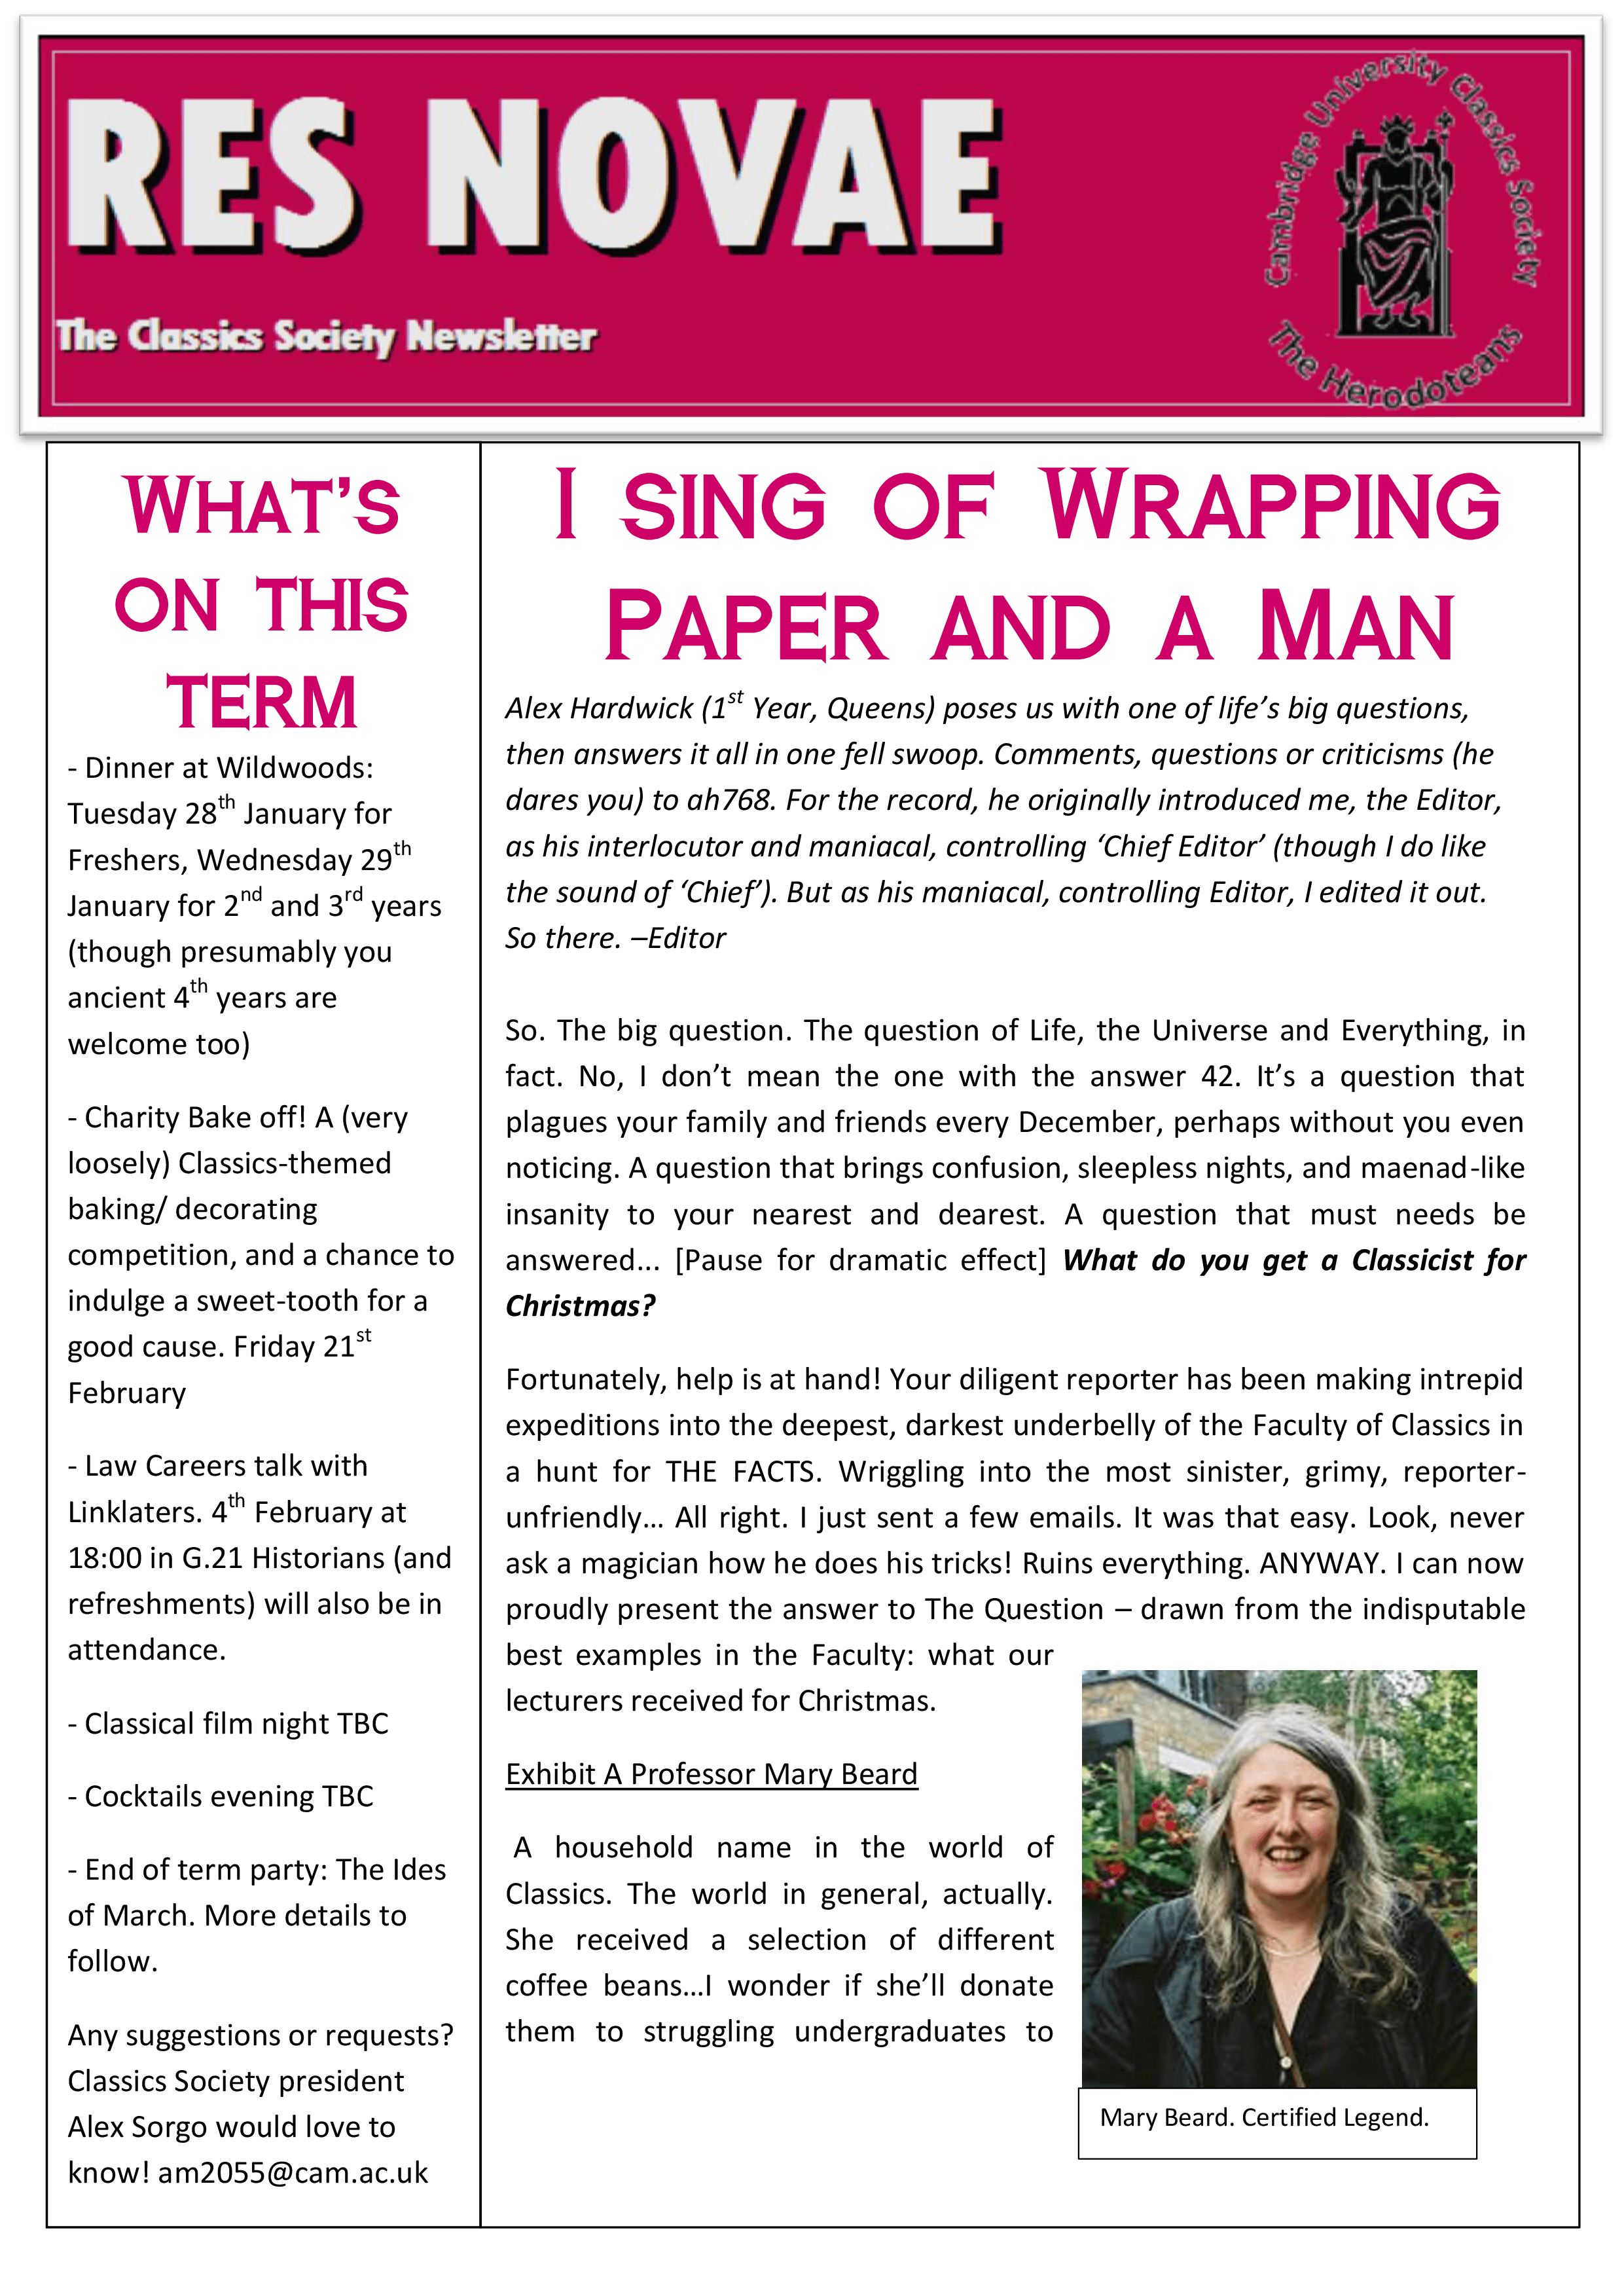 RES NOVAE
The Classics Society Newsletter
Cambridge University Classics Society
The Herodoteans
What's
on this
term
- Dinner at Wildwoods:
Tuesday 28th January for
Freshers, Wednesday 29th
January for 2nd and 3rd years
(though presumably you
ancient 4th years are
welcome too)
- Charity Bake off! A (very
loosely) Classics-themed
baking/ decorating
competition, and a chance to
indulge a sweet-tooth for a
good cause. Friday 21st
February
- Law Careers talk with
Linklaters. 4th February at
18:00 in G.21 Historians (and
refreshments) will also be in
attendance.
- Classical film night TBC
- Cocktails evening TBC
- End of term party: The Ides
of March. More details to
follow.
Any suggestions or requests?
Classics Society president
Alex Sorgo would love to
know! am2055@cam.ac.uk
I sing of Wrapping
Paper and a Man
Alex Hardwick (1st Year, Queens) poses us with one of life's big questions,
then answers it all in one fell swoop. Comments, questions or criticisms (he
dares you) to ah768. For the record, he originally introduced me, the Editor,
as his interlocutor and maniacal, controlling 'Chief Editor' (though I do like
the sound of 'Chief'). But as his maniacal, controlling Editor, I edited it out.
So there. –Editor
So. The big question. The question of Life, the Universe and Everything, in
fact. No, I don't mean the one with the answer 42. It's a question that
plagues your family and friends every December, perhaps without you even
noticing. A question that brings confusion, sleepless nights, and maenad-like
insanity to your nearest and dearest. A question that must needs be
answered... [Pause for dramatic effect] What do you get a Classicist for
Christmas?
Fortunately, help is at hand! Your diligent reporter has been making intrepid
expeditions into the deepest, darkest underbelly of the Faculty of Classics in
a hunt for THE FACTS. Wriggling into the most sinister, grimy, reporter-
unfriendly… All right. I just sent a few emails. It was that easy. Look, never
ask a magician how he does his tricks! Ruins everything. ANYWAY. I can now
proudly present the answer to The Question – drawn from the indisputable
best examples in the Faculty: what our
lecturers received for Christmas.
Exhibit A Professor Mary Beard
A household name in the world of
Classics. The world in general, actually.
She received a selection of different
coffee beans…I wonder if she'll donate
them to struggling undergraduates to
Mary Beard. Certified Legend.